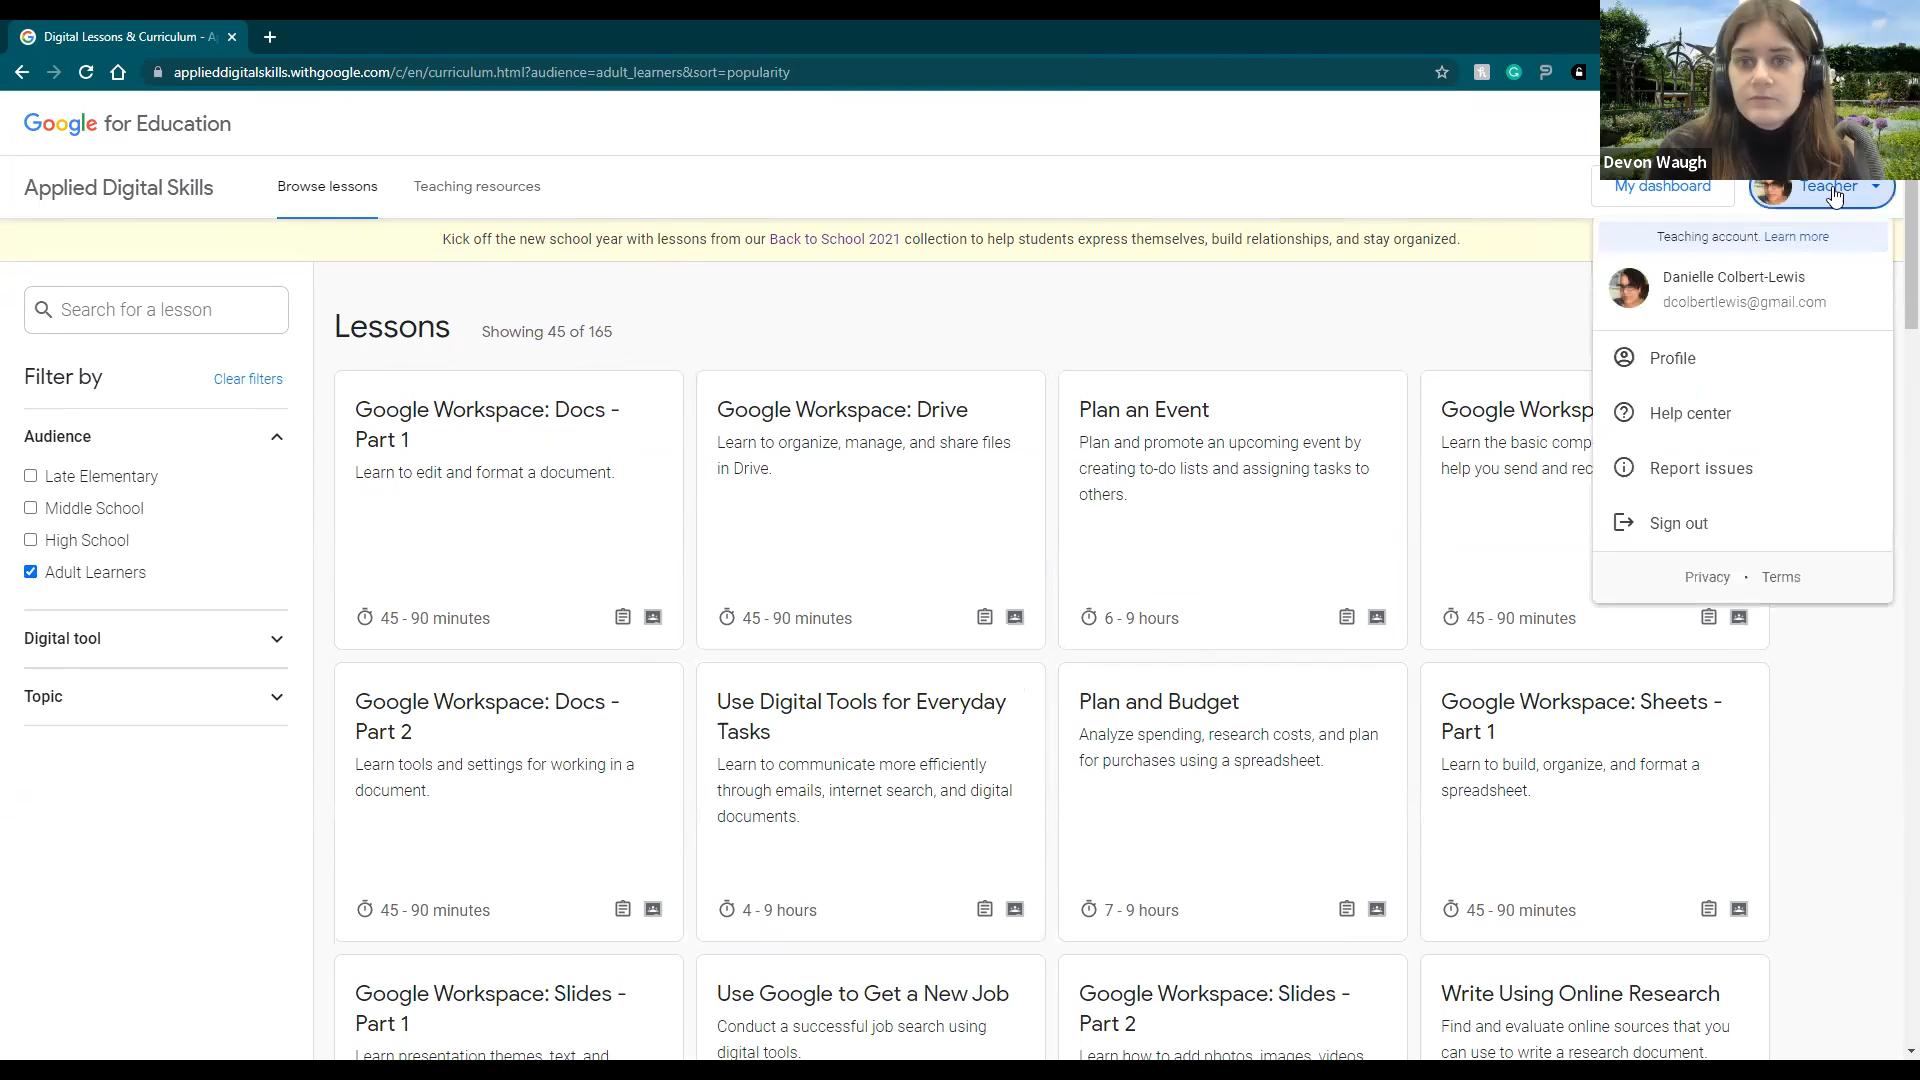 Digital Lessons & Curriculum - A
applieddigitalskills.withgoogle.com/c/en/curriculum.html?audience=adult_learners&sort=popularity
Devon Waugh
Google for Education
Applied Digital Skills
Browse lessons
Teaching resources
My dashboard
Teacher
Kick off the new school year with lessons from our Back to School 2021 collection to help students express themselves, build relationships, and stay organized.
Teaching account. Learn more
Danielle Colbert-Lewis
dcolbertlewis@gmail.com
Profile
Help center
Report issues
Sign out
Privacy • Terms
Search for a lesson
Filter by
Clear filters
Audience
Late Elementary
Middle School
High School
Adult Learners
Digital tool
Topic
Lessons
Showing 45 of 165
Google Workspace: Docs -
Part 1
Learn to edit and format a document.
45 - 90 minutes
Google Workspace: Drive
Learn to organize, manage, and share files
in Drive.
45 - 90 minutes
Plan an Event
Plan and promote an upcoming event by
creating to-do lists and assigning tasks to
others.
6 - 9 hours
Google Worksp
Learn the basic comp
help you send and rec
45 - 90 minutes
Google Workspace: Docs -
Part 2
Learn tools and settings for working in a
document.
45 - 90 minutes
Use Digital Tools for Everyday
Tasks
Learn to communicate more efficiently
through emails, internet search, and digital
documents.
4 - 9 hours
Plan and Budget
Analyze spending, research costs, and plan
for purchases using a spreadsheet.
7 - 9 hours
Google Workspace: Sheets -
Part 1
Learn to build, organize, and format a
spreadsheet.
45 - 90 minutes
Google Workspace: Slides -
Part 1
Learn presentation themes, text, and
Use Google to Get a New Job
Conduct a successful job search using
digital tools.
Google Workspace: Slides -
Part 2
Learn how to add photos, images, videos
Write Using Online Research
Find and evaluate online sources that you
can use to write a research document.